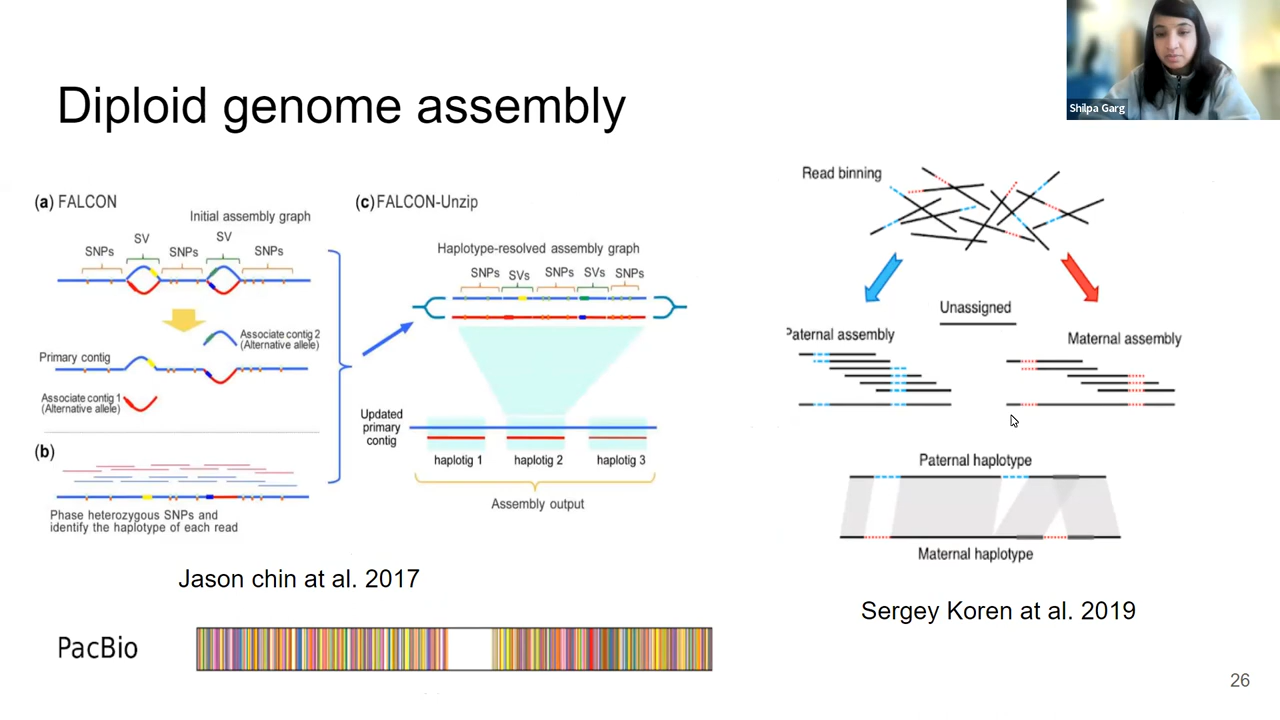 Shilpa Garg
Diploid genome assembly
(a) FALCON
Initial assembly graph
SNPs
SV
SNPs
SV
SNPs
Associate contig 2
(Alternative allele)
Primary contig
Associate contig 1
(Alternative allele)
(b)
Phase heterozygous SNPs and
identify the haplotype of each read
(c) FALCON-Unzip
Haplotype-resolved assembly graph
SNPs
SVs
SNPs
SVs
SNPs
Updated
primary
contig
haplotig 1
haplotig 2
haplotig 3
Assembly output
Jason chin at al. 2017
PacBio
Read binning
Unassigned
Paternal assembly
Maternal assembly
Paternal haplotype
Maternal haplotype
Sergey Koren at al. 2019
26